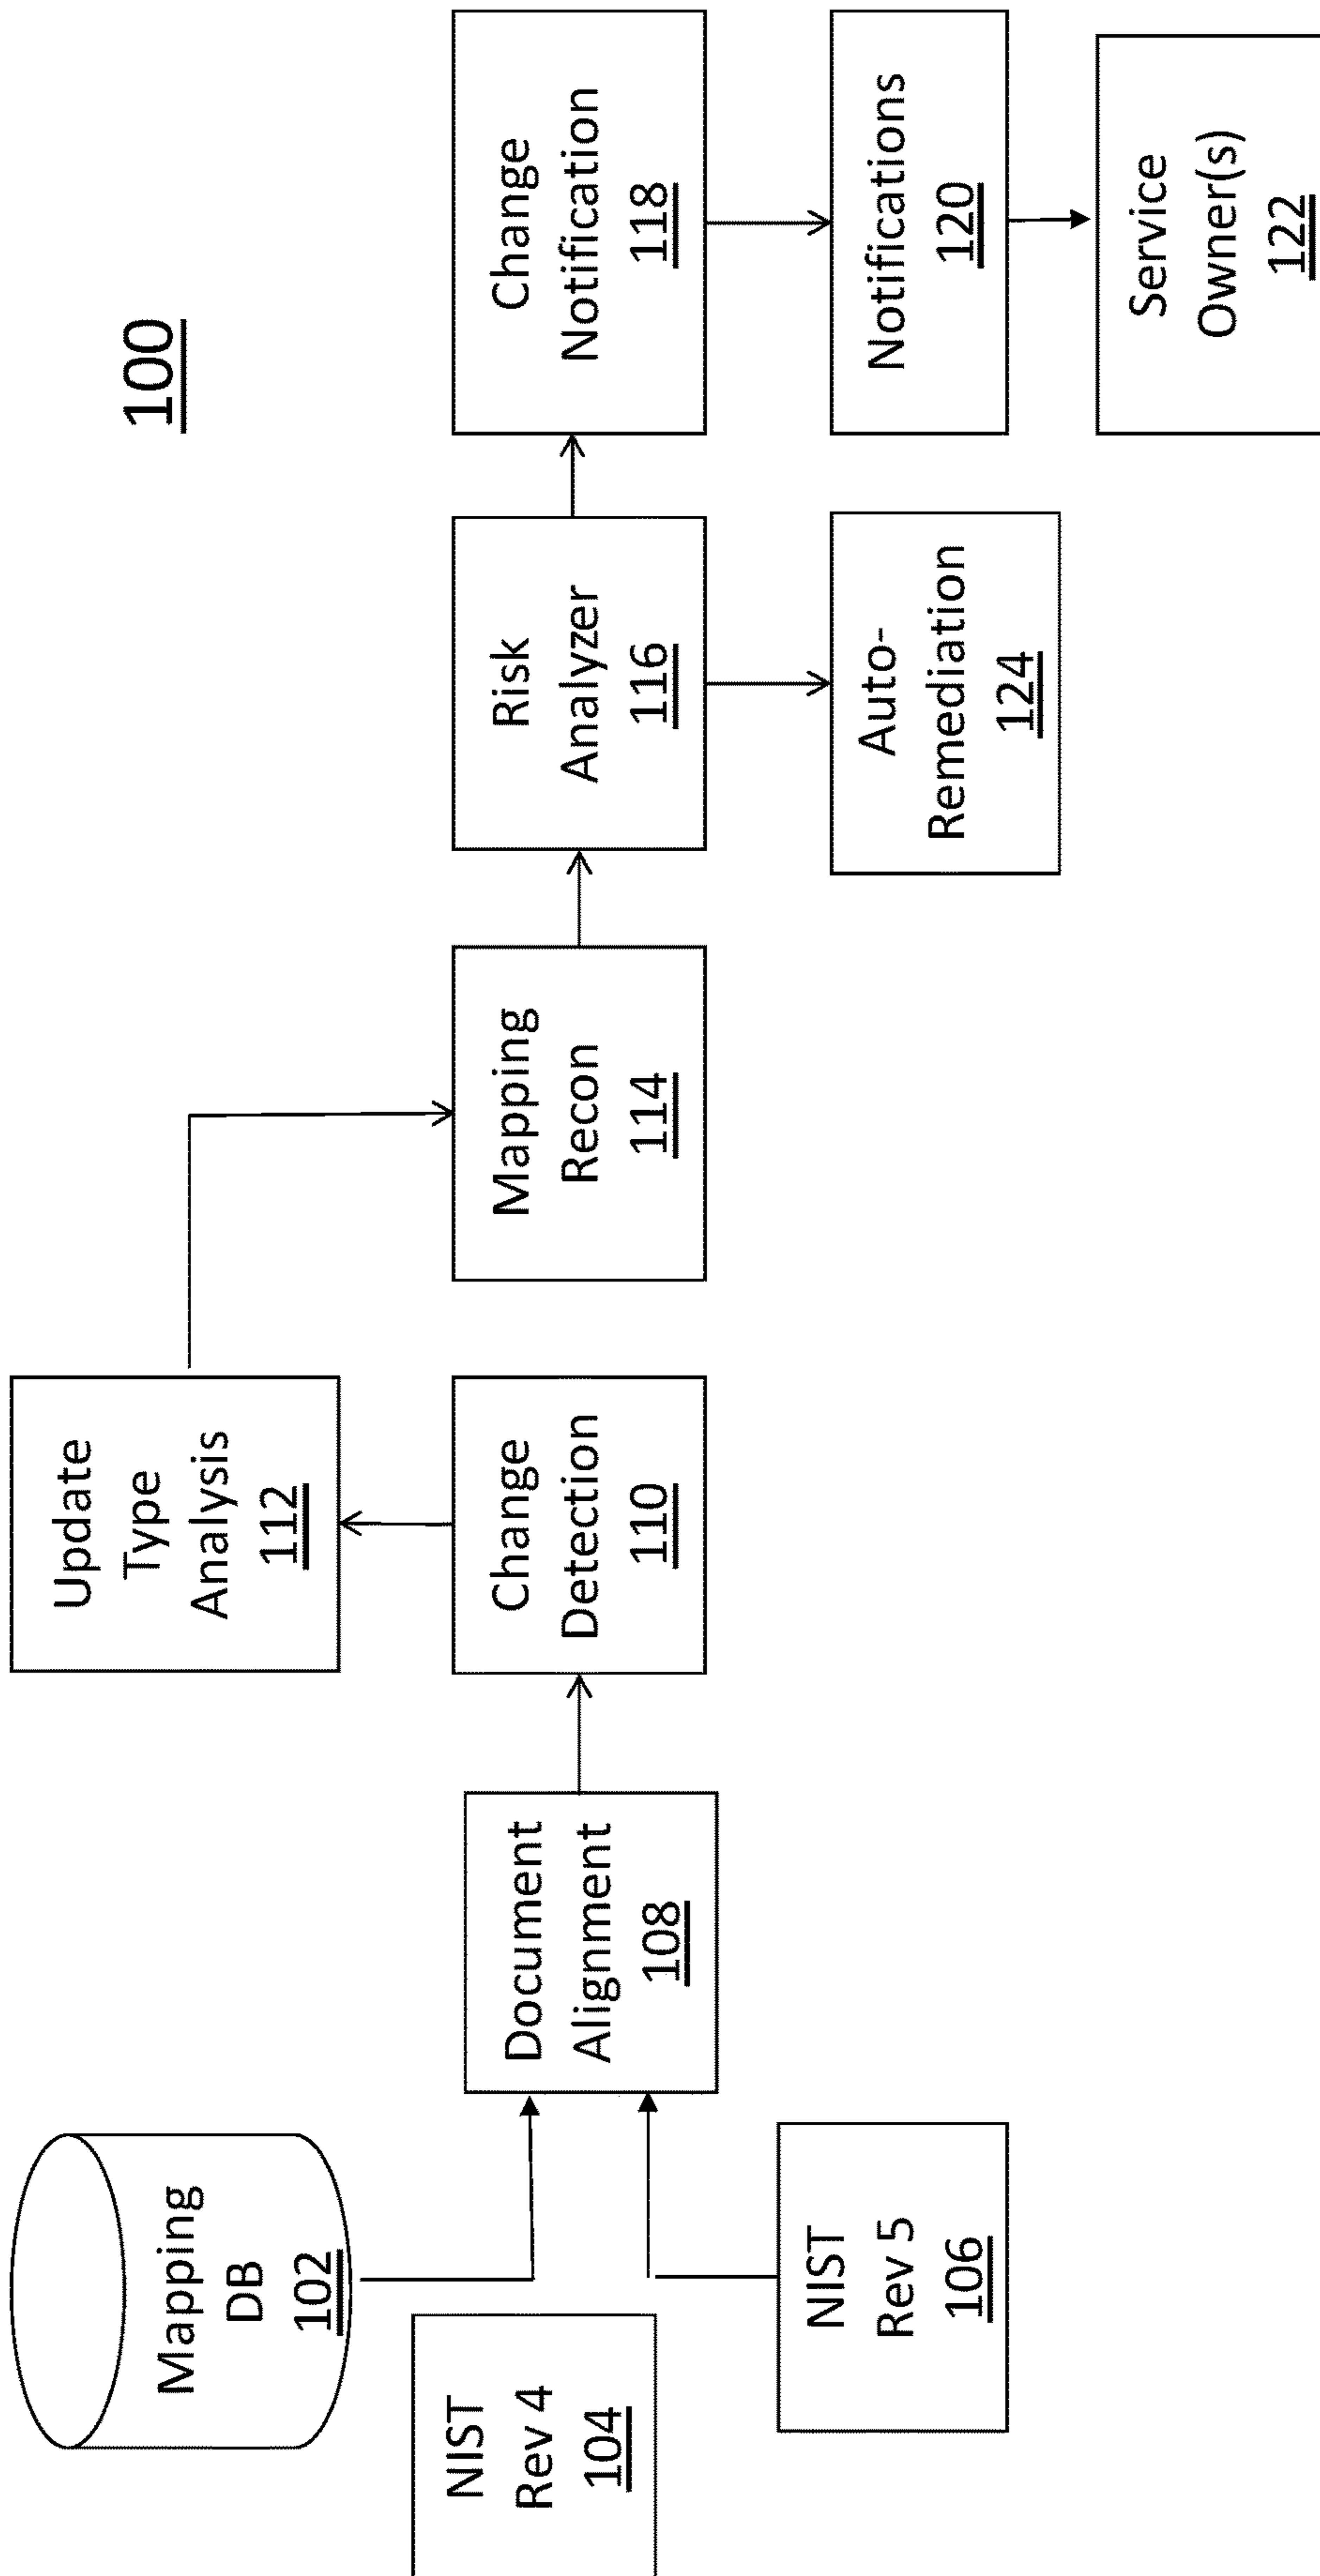 100
Mapping
DB
102
NIST
Rev 4
104
NIST
Rev 5
106
Document
Alignment
108
Change
Detection
110
Update
Type
Analysis
112
Mapping
Recon
114
Risk
Analyzer
116
Auto-
Remediation
124
Change
Notification
118
Notifications
120
Service
Owner(s)
122